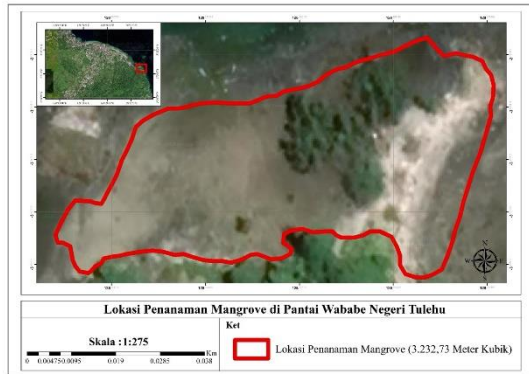 N
W E
S
Lokasi Penanaman Mangrove di Pantai Wababe Negeri Tulehu
Skala : 1:275
Km
0 0.00475 0.0095 0.019 0.0285 0.038
Ket
Lokasi Penanaman Mangrove (3.232,73 Meter Kubik)